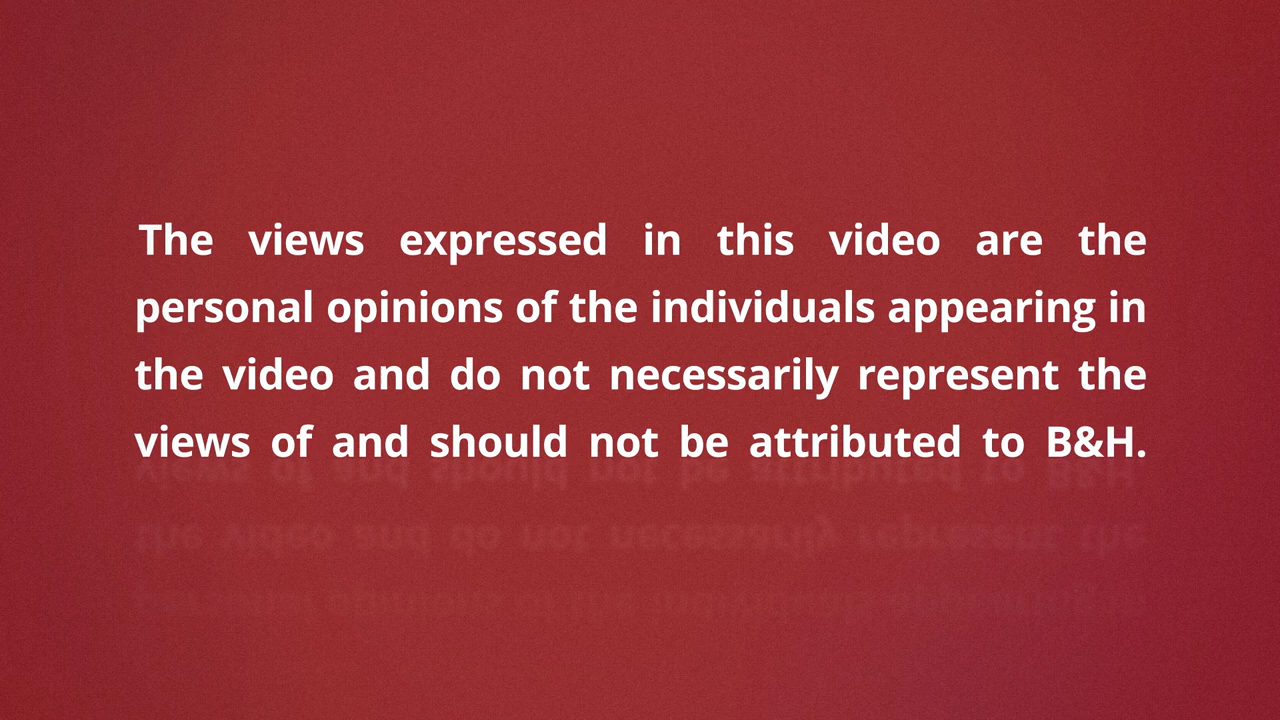 The views expressed in this video are the
personal opinions of the individuals appearing in
the video and do not necessarily represent the
views of and should not be attributed to B&H.